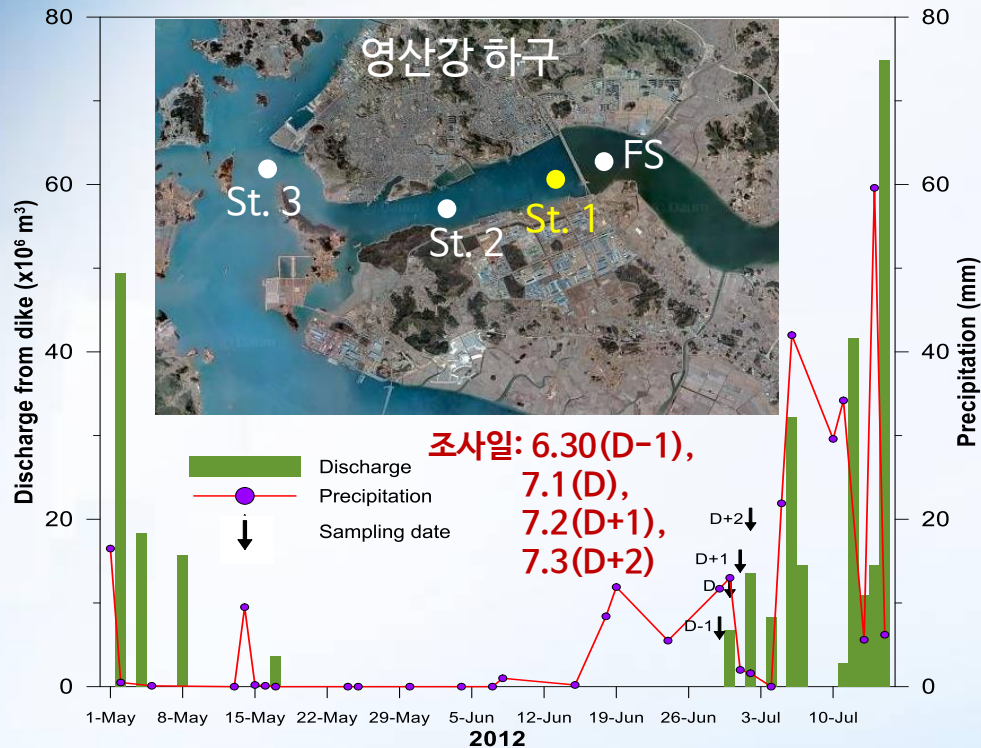 영산강 하구
FS
St. 3
St. 1
St. 2
80
60
40
20
0
Discharge from dike (x10⁶ m³)
80
60
40
20
0
Precipitation (mm)
조사일: 6.30(D-1),
7.1(D),
7.2(D+1),
7.3(D+2)
Discharge
Precipitation
Sampling date
D+2
D+1
D
D-1
1-May 8-May 15-May 22-May 29-May 5-Jun 12-Jun 19-Jun 26-Jun 3-Jul 10-Jul
2012